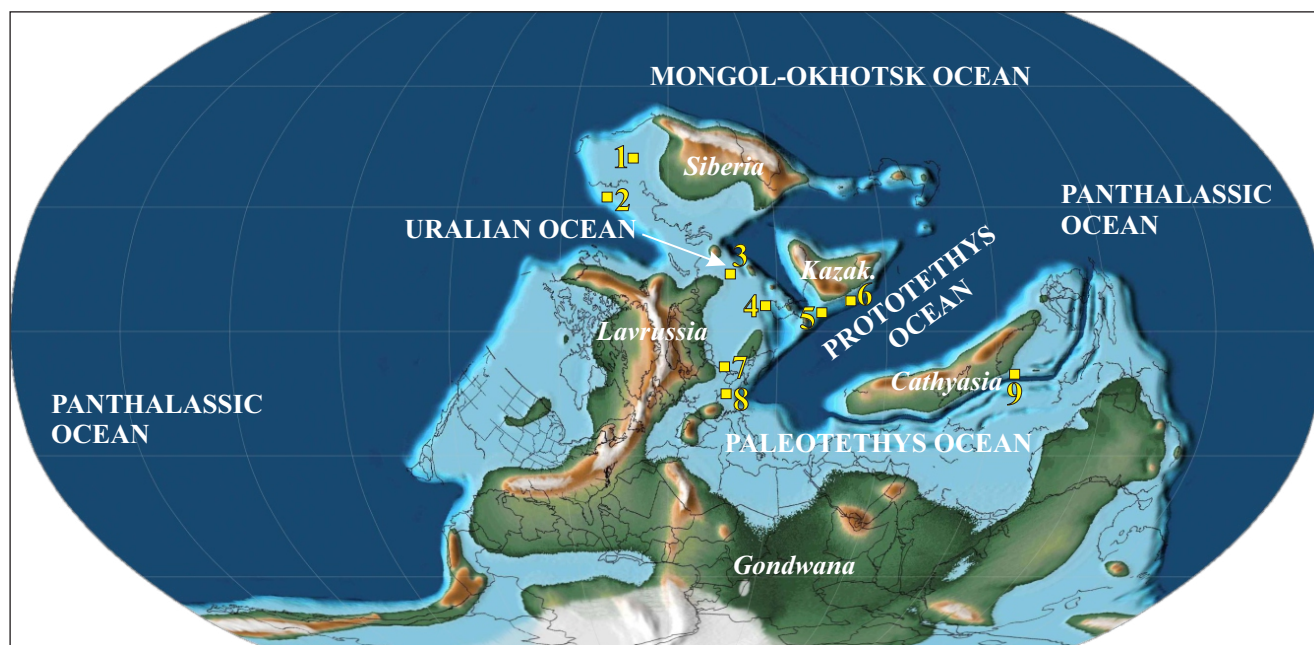 MONGOL-OKHOTSK OCEAN
1
Siberia
2
PANTHALASSIC
OCEAN
URALIAN OCEAN
3
Kazak.
4
5
6
PROTOTETHYS
OCEAN
Lavrussia
7
8
Cathyasia
9
PANTHALASSIC
OCEAN
PALEOTETHYS OCEAN
Gondwana